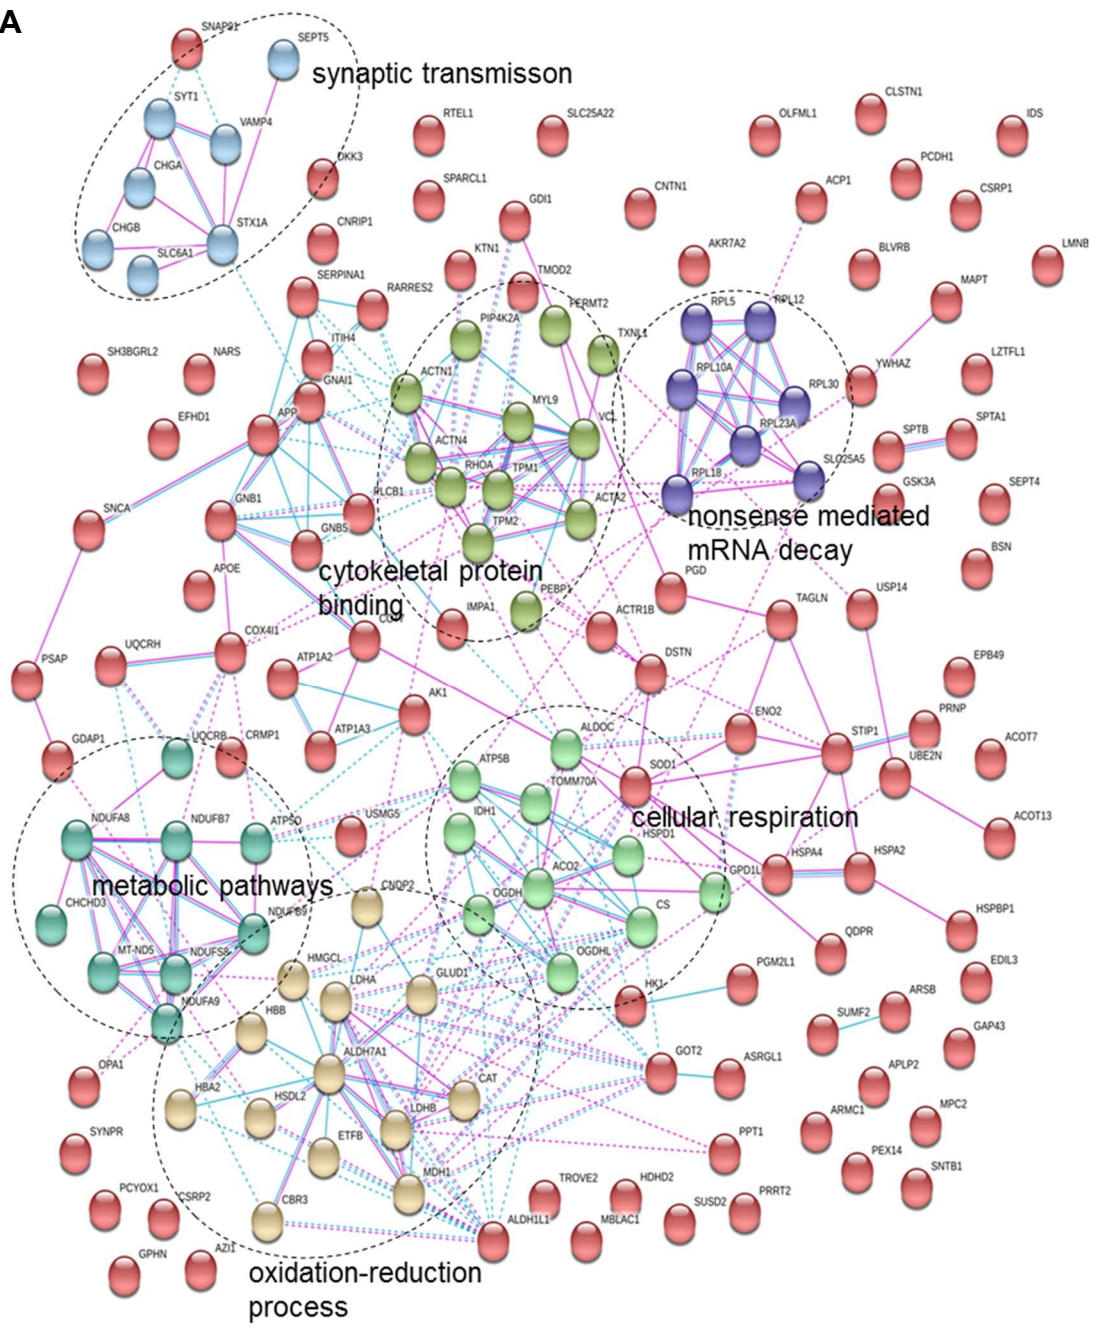 A
SNAP91
SEPT5
synaptic transmisson
SYT1
VAMP4
CHGA
DKK3
CHGB
STX1A
SLC6A1
CNRIP1
RTEL1
SLC25A22
OLFML1
CLSTN1
IDS
SPARCL1
CNTN1
ACP1
PCDH1
CSRP1
GDI1
KTN1
TMOD2
AKR7A2
BLVRB
LMNB
MAPT
SERPINA1
RARRES2
PIP4K2A
FERMT2
TXNL1
RPL5
RPL12
SH3BGRL2
NARS
ITIH4
GNAI1
ACTN1
MYL9
VCL
RPL10A
RPL30
YWHAZ
LZTFL1
EFHD1
APP
ACTN4
RHOA
TPM1
RPL23A
SPTB
SPTA1
SNCA
GNB1
PLCB1
TPM2
ACTA2
RPL18
SLC25A5
GSK3A
SEPT4
nonsense mediated
mRNA decay
GNB5
cytokeletal protein
binding
BSN
APOE
IMPA1
PEBP1
ACTR1B
PGD
TAGLN
USP14
PSAP
UQCRH
COX4I1
ATP1A2
DSTN
EPB49
GDAP1
UQCRB
CRMP1
ATP1A3
AK1
ALDOC
ENO2
STIP1
PRNP
UBE2N
ACOT7
ATP5B
TOMM70A
SOD1
cellular respiration
NDUFA8
NDUFB7
ATP5O
USMG5
IDH1
HSPD1
ACOT13
metabolic pathways
ACO2
GPD1L
HSPA4
HSPA2
CHCHD3
NDUFB9
CNDP2
OGDH
CS
HSPBP1
MT-ND5
NDUFS8
HMGCL
LDHA
GLUD1
OGDHL
HK1
PGM2L1
QDPR
EDIL3
NDUFA9
HBB
SUMF2
ARSB
GAP43
OPA1
ALDH7A1
GOT2
ASRGL1
APLP2
HBA2
HSDL2
LDHB
CAT
ARMC1
MPC2
SYNPR
ETFB
PPT1
PEX14
SNTB1
PCYOX1
CSRP2
CBR3
MDH1
TROVE2
HDHD2
SUSD2
PRRT2
ALDH1L1
MBLAC1
GPHN
AZI1
oxidation-reduction
process